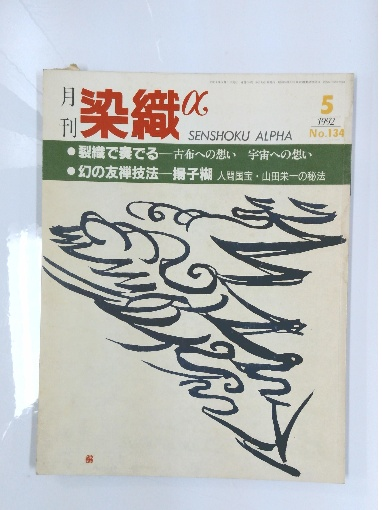 月刊 染織α
SENSHOKU ALPHA
5
1992
No.134
●裂織で奏でる—古布への想い 宇宙への想い
●幻の友禅技法—揚子糊 人間国宝・山田栄一の秘法